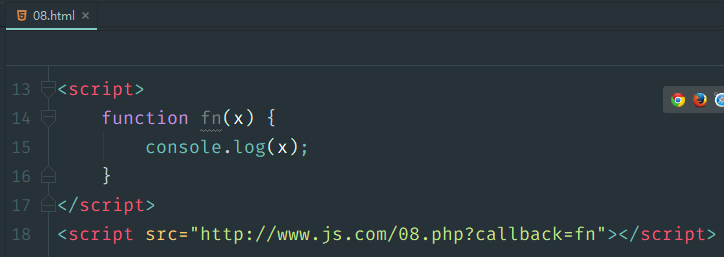 08.html ×
13 <script>
14     function fn(x) {
15         console.log(x);
16     }
17 </script>
18 <script src="http://www.js.com/08.php?callback=fn"></script>